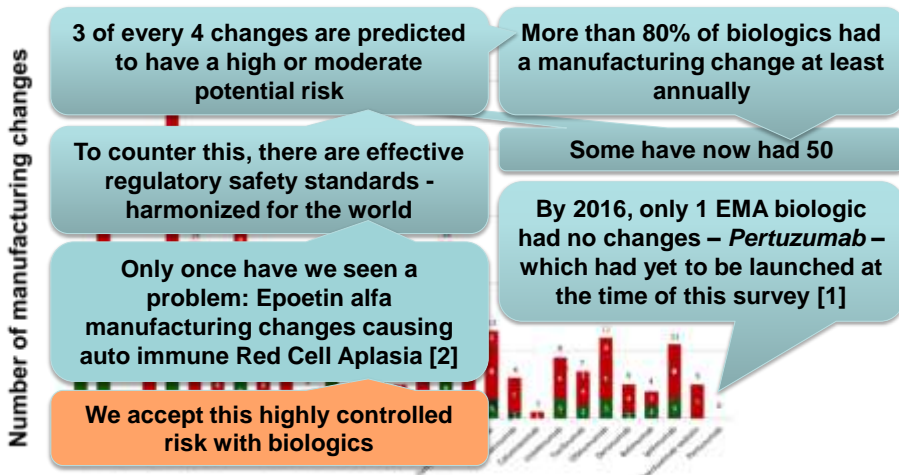 Number of manufacturing changes
3 of every 4 changes are predicted
to have a high or moderate
potential risk
More than 80% of biologics had
a manufacturing change at least
annually
Some have now had 50
To counter this, there are effective
regulatory safety standards -
harmonized for the world
By 2016, only 1 EMA biologic
had no changes – Pertuzumab –
which had yet to be launched at
the time of this survey [1]
Only once have we seen a
problem: Epoetin alfa
manufacturing changes causing
auto immune Red Cell Aplasia [2]
We accept this highly controlled
risk with biologics